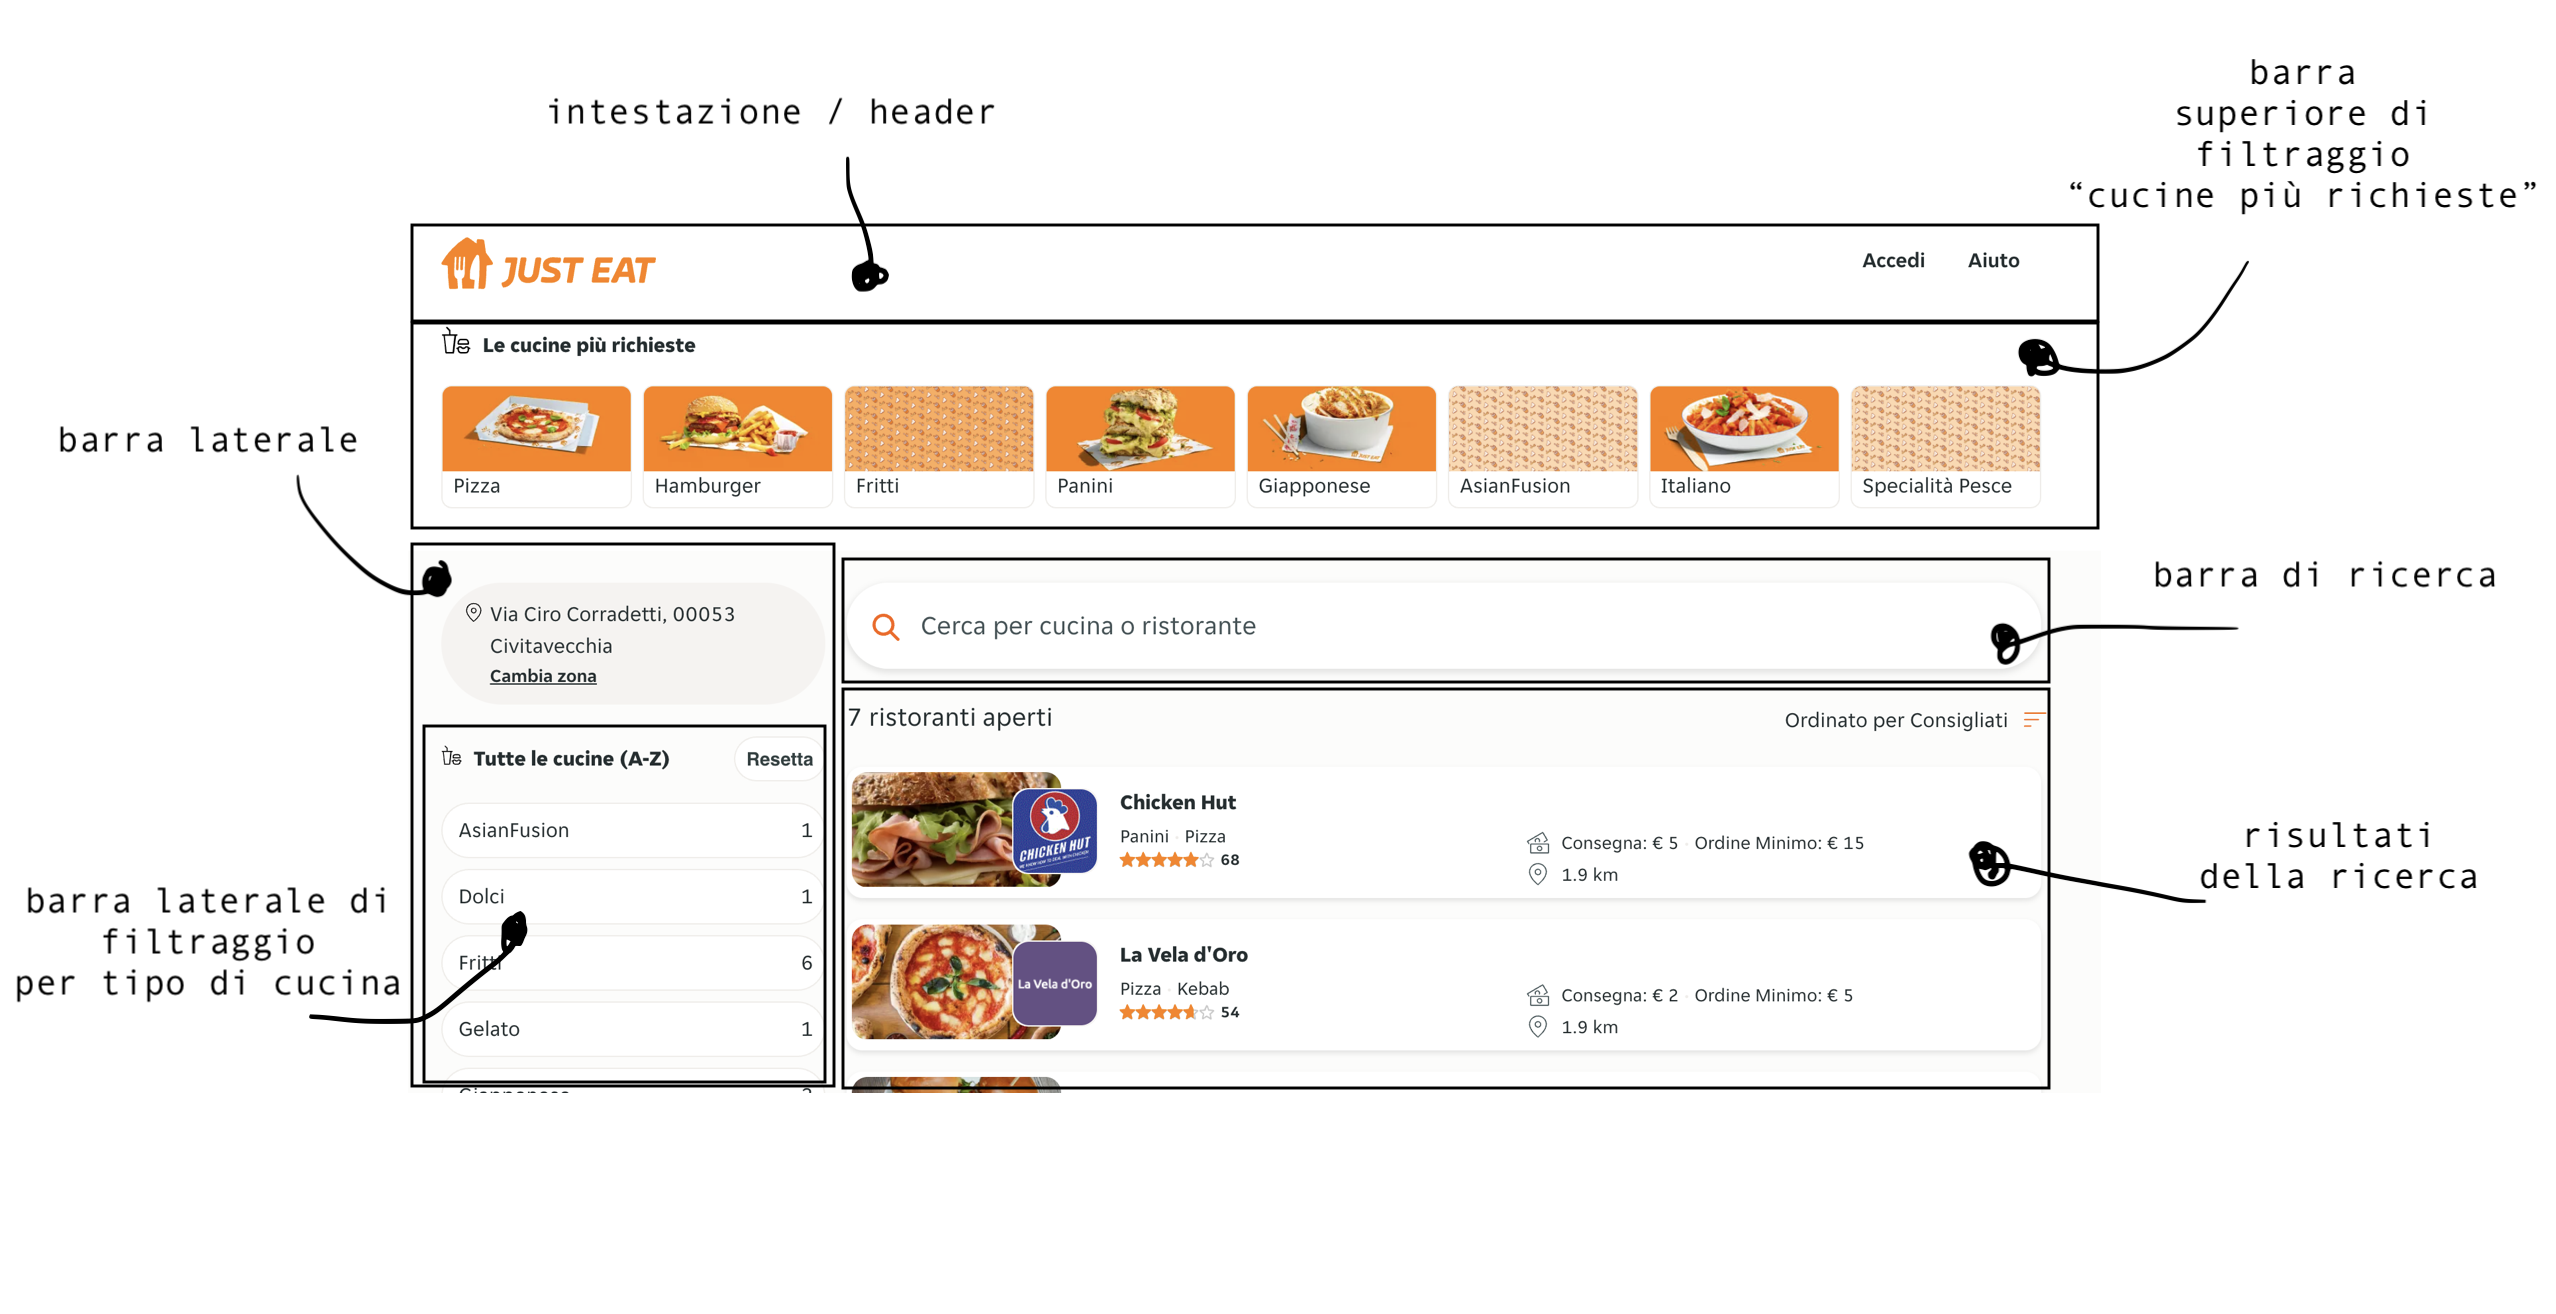 intestazione / header
barra
superiore di
filtraggio
“cucine più richieste”
JUST EAT
Accedi
Aiuto
Le cucine più richieste
Pizza
Hamburger
Fritti
Panini
Giapponese
AsianFusion
Italiano
Specialità Pesce
barra laterale
Via Ciro Corradetti, 00053
Civitavecchia
Cambia zona
Cerca per cucina o ristorante
barra di ricerca
Tutte le cucine (A-Z)
Resetta
AsianFusion 1
Dolci 1
Fritti 6
Gelato 1
barra laterale di
filtraggio
per tipo di cucina
7 ristoranti aperti
Ordinato per Consigliati
CHICKEN HUT
Chicken Hut
Panini · Pizza
68
Consegna: € 5 · Ordine Minimo: € 15
1.9 km
La Vela d'Oro
La Vela d'Oro
Pizza · Kebab
54
Consegna: € 2 · Ordine Minimo: € 5
1.9 km
risultati
della ricerca